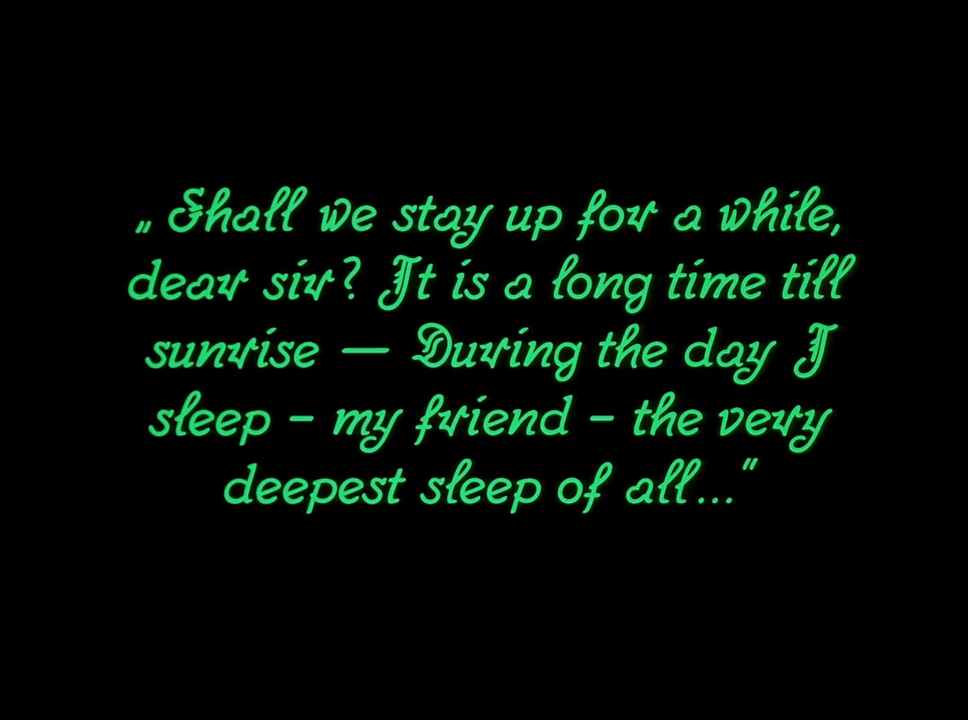 „Shall we stay up for a while,
dear sir? It is a long time till
sunrise — During the day I
sleep – my friend – the very
deepest sleep of all..."